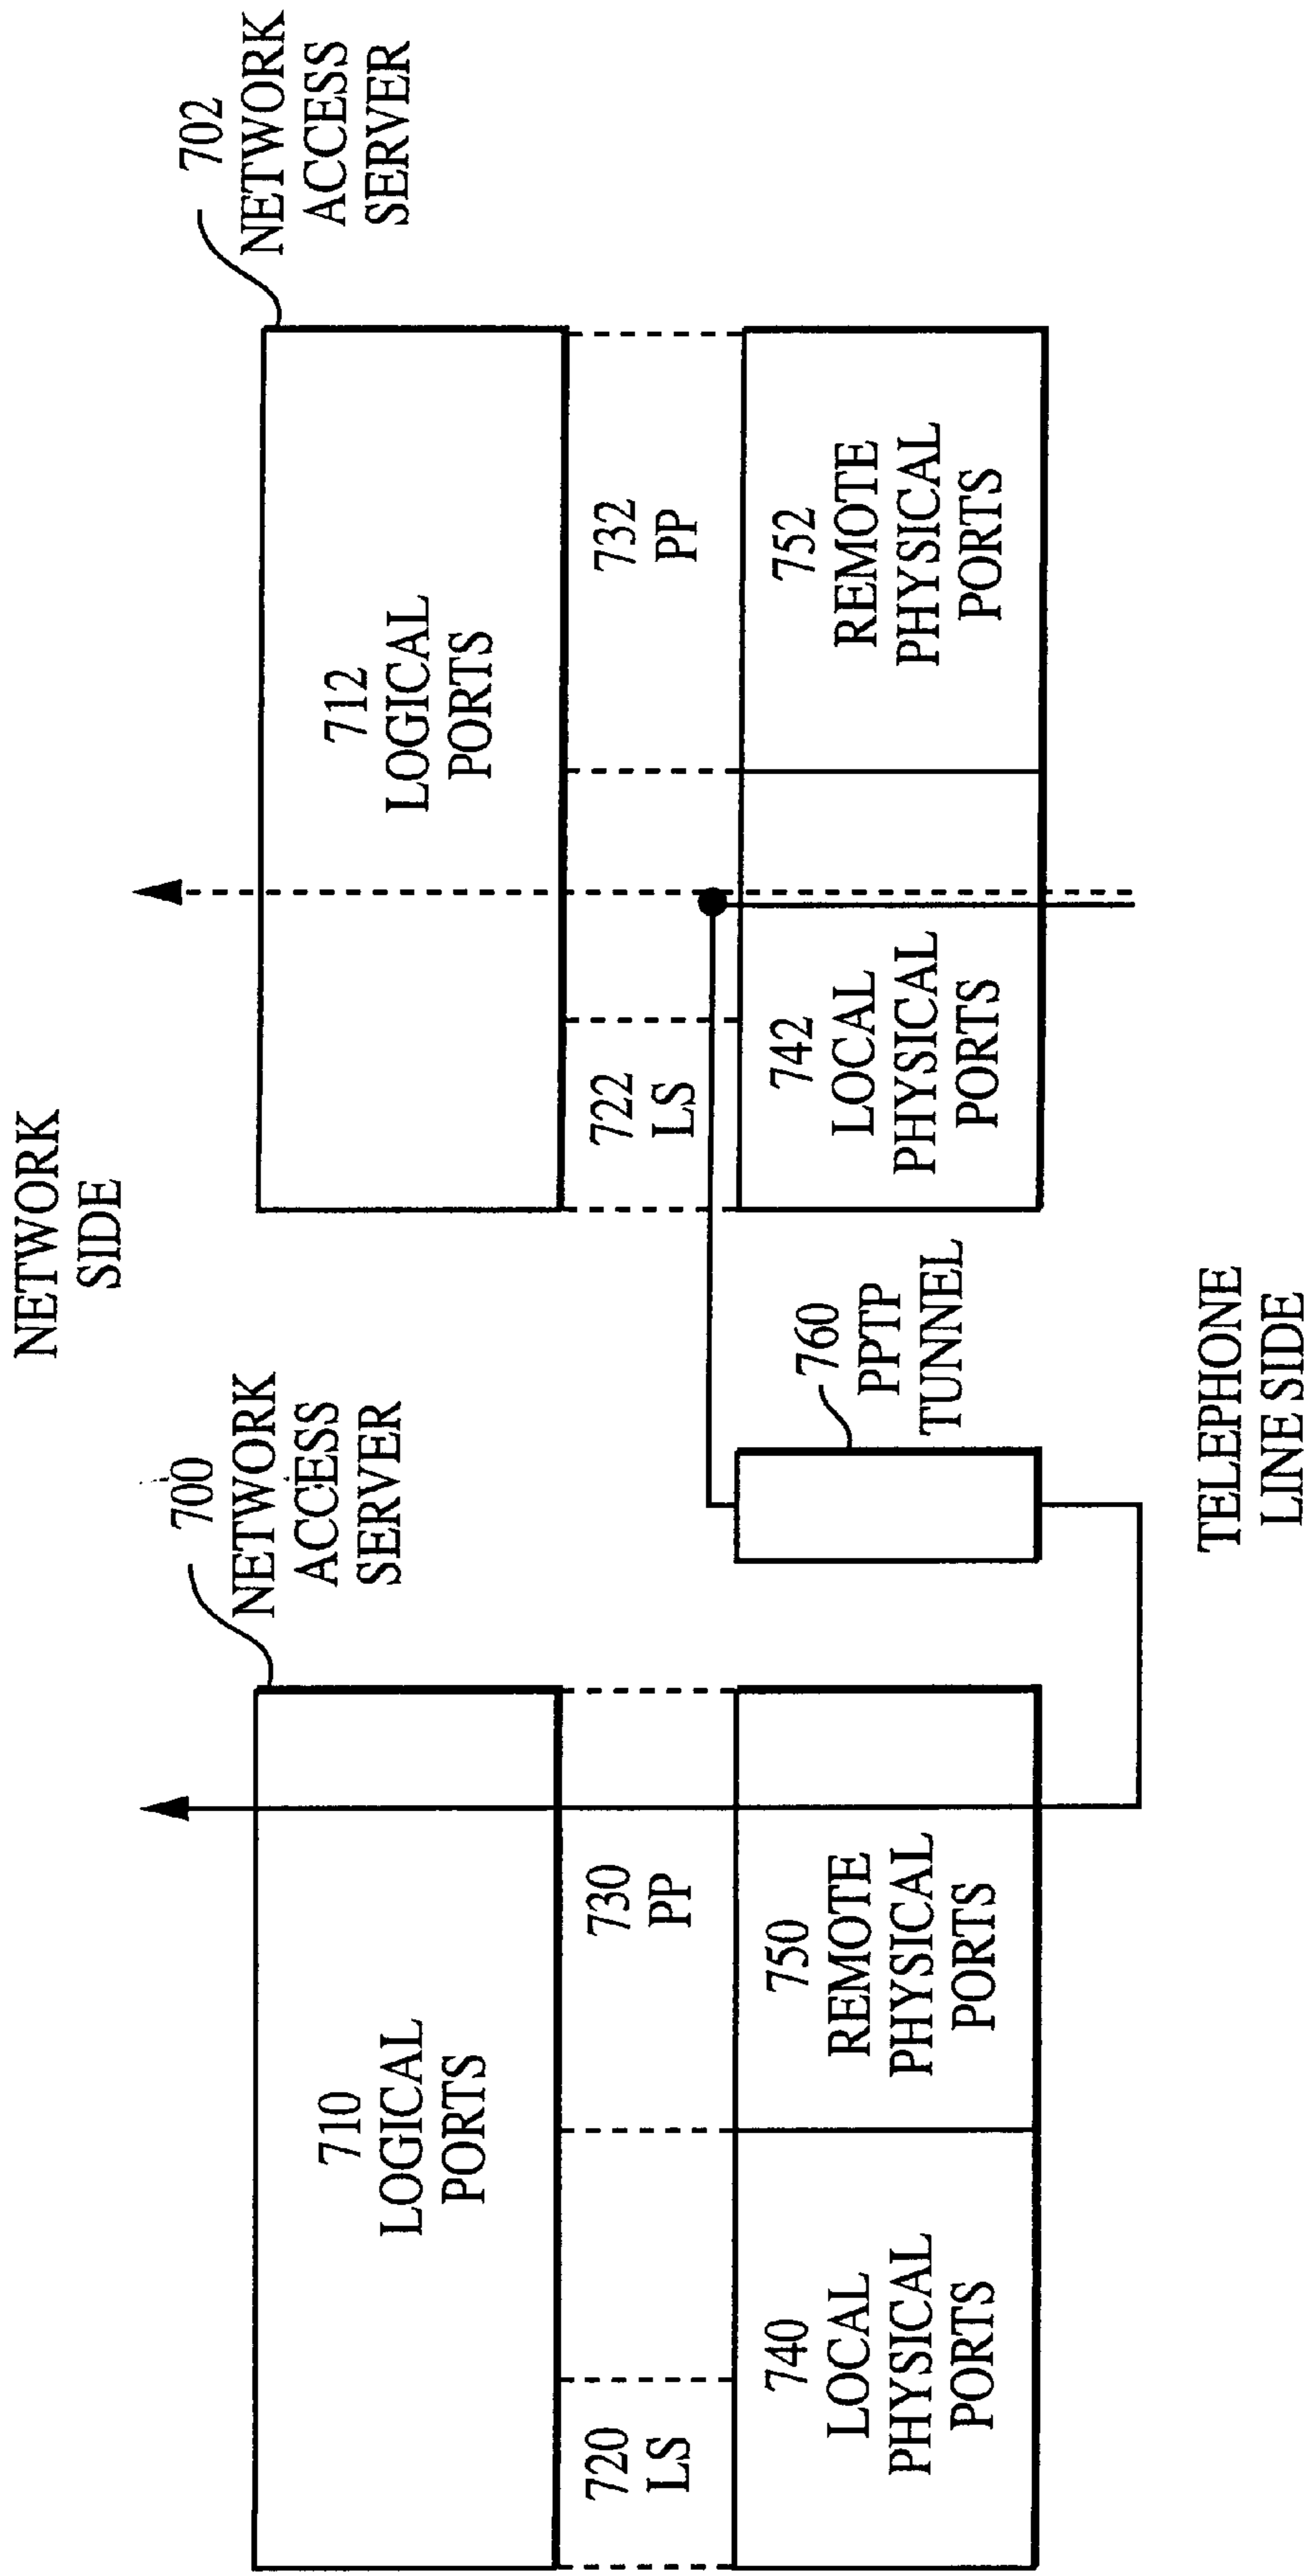 NETWORK
SIDE
700
NETWORK
ACCESS
SERVER
702
NETWORK
ACCESS
SERVER
710
LOGICAL
PORTS
712
LOGICAL
PORTS
720
LS
730
PP
722
LS
732
PP
740
LOCAL
PHYSICAL
PORTS
750
REMOTE
PHYSICAL
PORTS
760
PPTP
TUNNEL
742
LOCAL
PHYSICAL
PORTS
752
REMOTE
PHYSICAL
PORTS
TELEPHONE
LINE SIDE